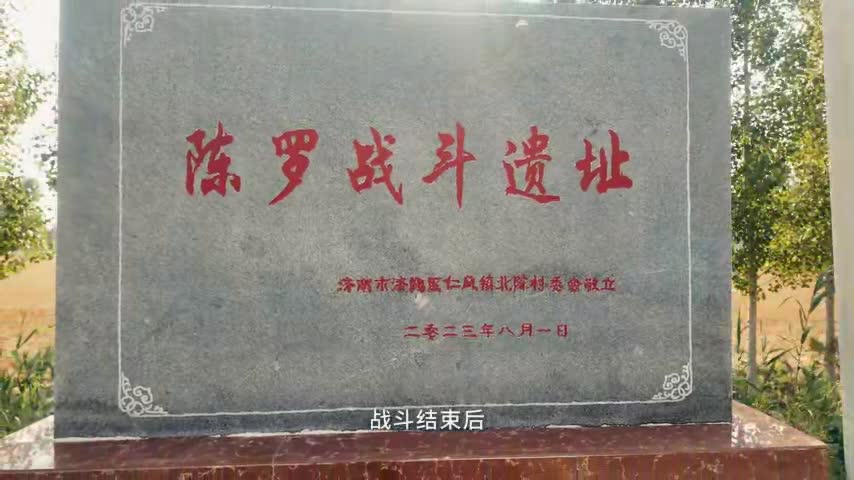 陈罗战斗遗址
济南市济阳区仁风镇北陈村委会敬立
二零二三年八月一日
战斗结束后